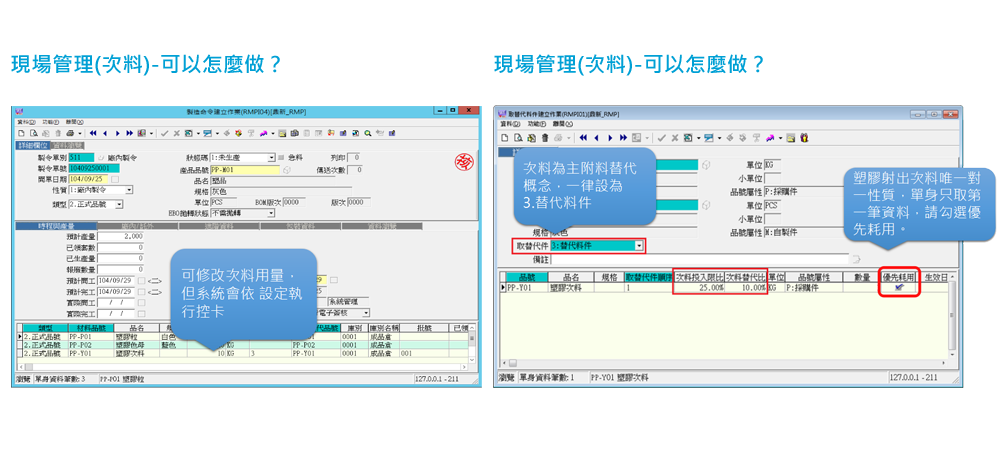 現場管理(次料)-可以怎麼做？
製造命令建立作業(RMPI04)[鼎新_RMP]
資料(D) 功能(F) 離開(X)
詳細欄位 資料瀏覽
製令單別 511 廠內製令
狀態碼 1:未生產 急料 列印 0
製令單號 10409250001
產品品號 PP-M01 傳送次數 0
開單日期 104/09/25
品名 塑品
性質 1:廠內製令
規格 灰色
類型 2.正式品號
單位 PCS BOM版次 0000 版次 0000
EBO拋轉狀態 不需拋轉
預計產量 2,000
已領套數 0
已生產量 0
報廢數量 0
預計開工 104/09/29
預計完工 104/09/29
實際開工 / /
實際完工 / /
/29
系統管理
電子簽核
可修改次料用量，
但系統會依 設定執
行控卡
類型 材料品號 品名 庫別 庫別名稱 批號 已領
2.正式品號 PP-P01 塑膠粒 白色 0001 成品倉
2.正式品號 PP-P02 塑膠色母 藍色 KG PP-P02 0001 成品倉
2.正式品號 PP-Y01 塑膠次料 10 KG 3 PP-Y01 0001 成品倉 001
瀏覽 單身資料筆數:3 PP-P01 塑膠粒 127.0.0.1 - 211
現場管理(次料)-可以怎麼做？
取替代料件建立作業(RMPI01)[鼎新_RMP]
資料(D) 功能(F) 離開(X)
次料為主附料替代
概念，一律設為
3.替代料件
單位 KG
小單位
品號屬性 P:採購件
單位 PCS
小單位
規格 灰色
品號屬性 M:自製件
取替代件 3:替代料件
備註
塑膠射出次料唯一對
一性質，單身只取第
一筆資料，請勾選優
先耗用。
品號 品名 規格 取替代件順序 次料投入限比 次料替代比 單位 品號屬性 數量 優先耗用 生效日
PP-Y01 塑膠次料 1 25.00% 10.00% KG P:採購件
瀏覽 單身資料筆數:1 PP-Y01 塑膠次料 127.0.0.1 - 211